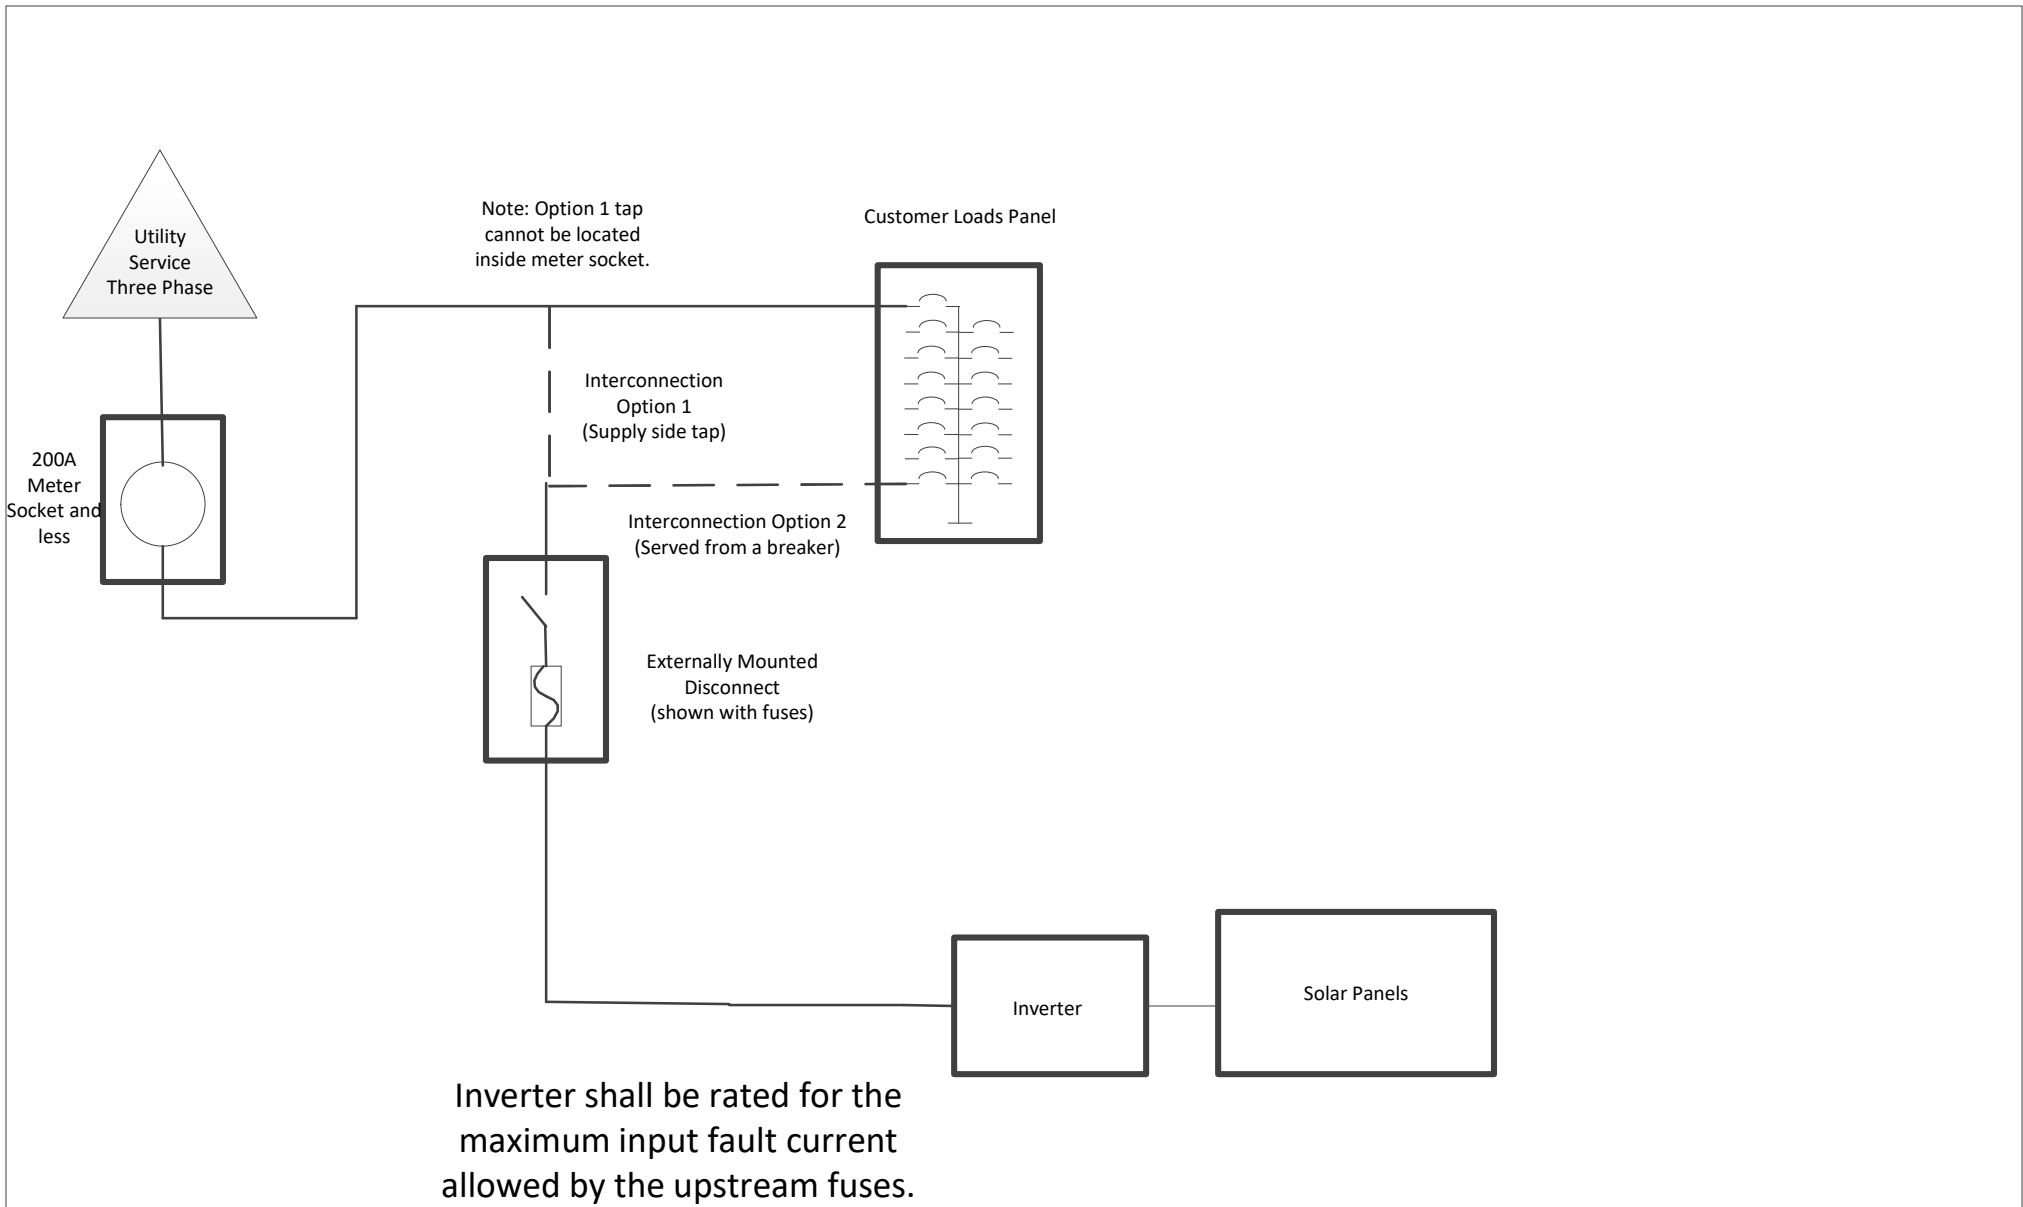 Utility
Service
Three Phase
Note: Option 1 tap
cannot be located
inside meter socket.
Customer Loads Panel
Interconnection
Option 1
(Supply side tap)
200A
Meter
Socket and
less
Interconnection Option 2
(Served from a breaker)
Externally Mounted
Disconnect
(shown with fuses)
Inverter
Solar Panels
Inverter shall be rated for the
maximum input fault current
allowed by the upstream fuses.